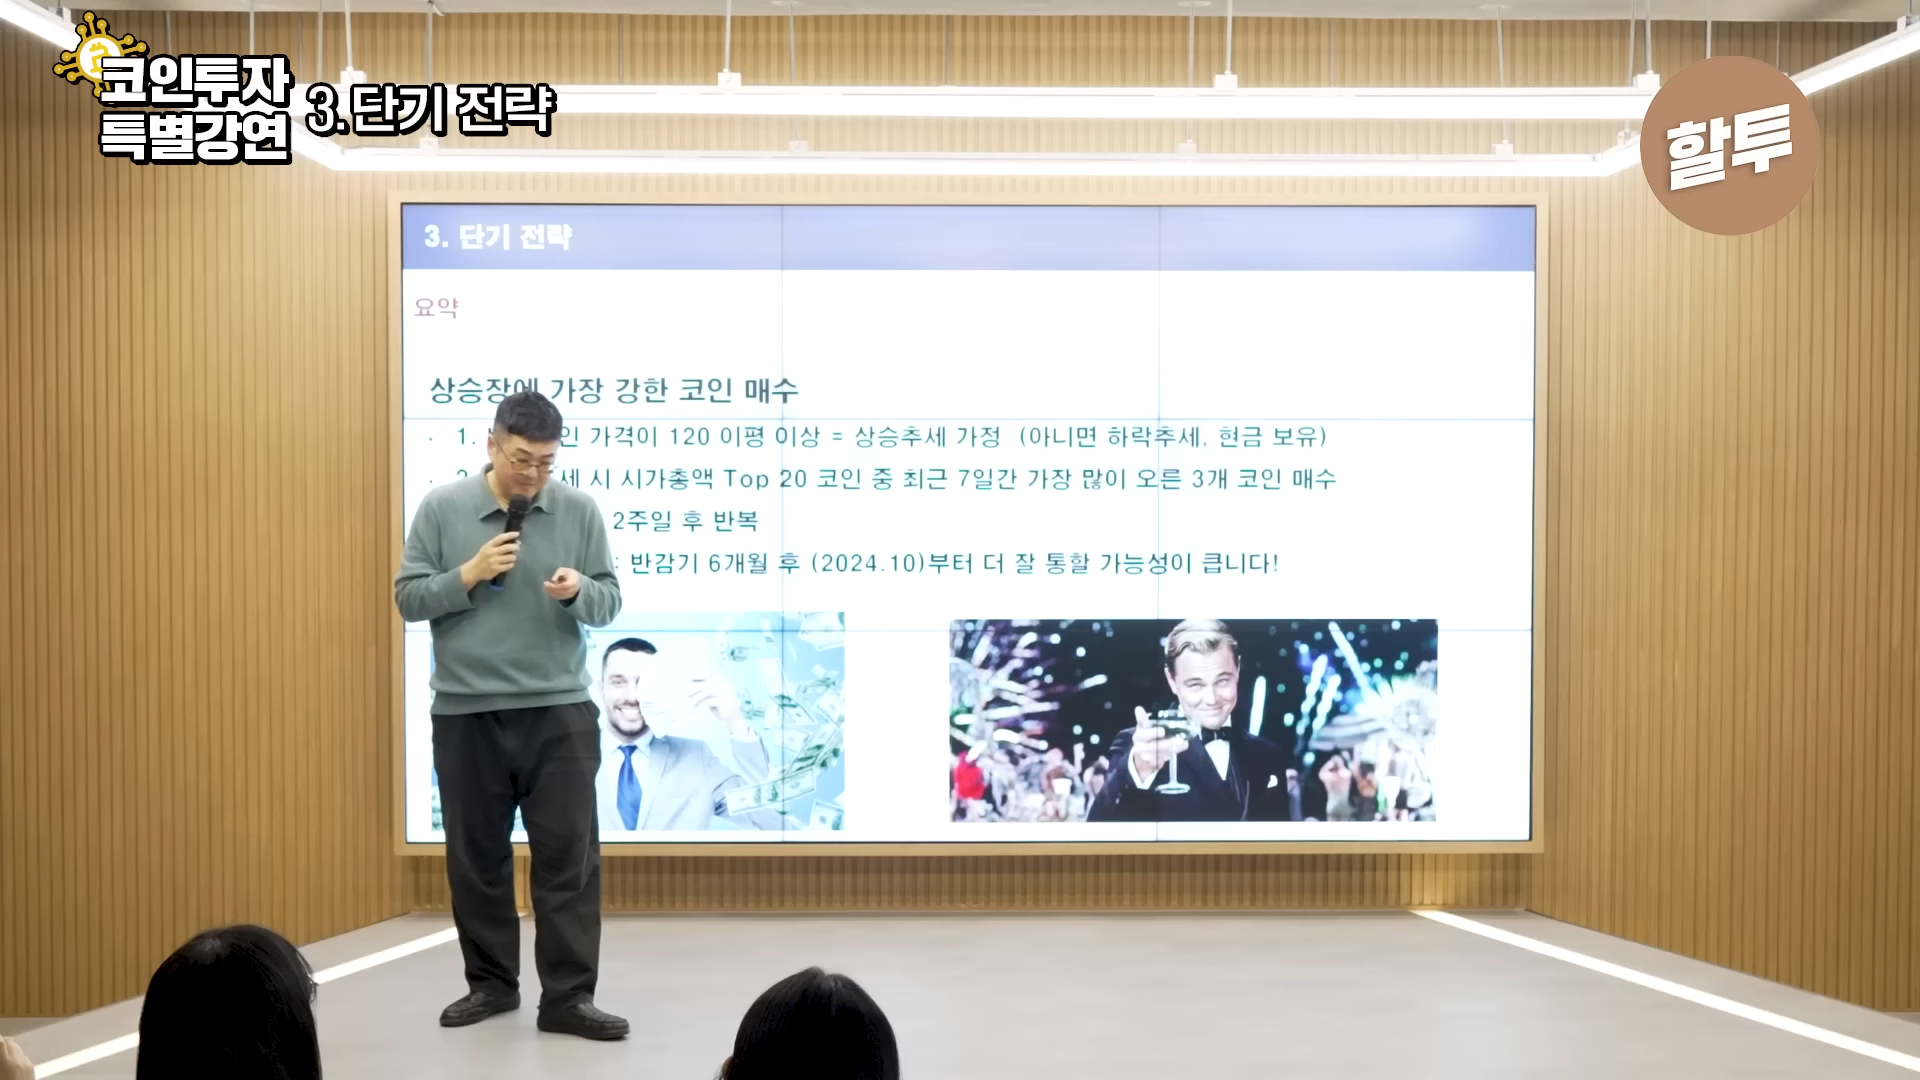 코인투자
특별강연
3. 단기 전략
할투
3. 단기 전략
요약
상승장에 가장 강한 코인 매수
· 1. 인 가격이 120 이평 이상 = 상승추세 가정 (아니면 하락추세, 현금 보유)
· 세 시 시가총액 Top 20 코인 중 최근 7일간 가장 많이 오른 3개 코인 매수
2주일 후 반복
: 반감기 6개월 후 (2024.10)부터 더 잘 통할 가능성이 큽니다!